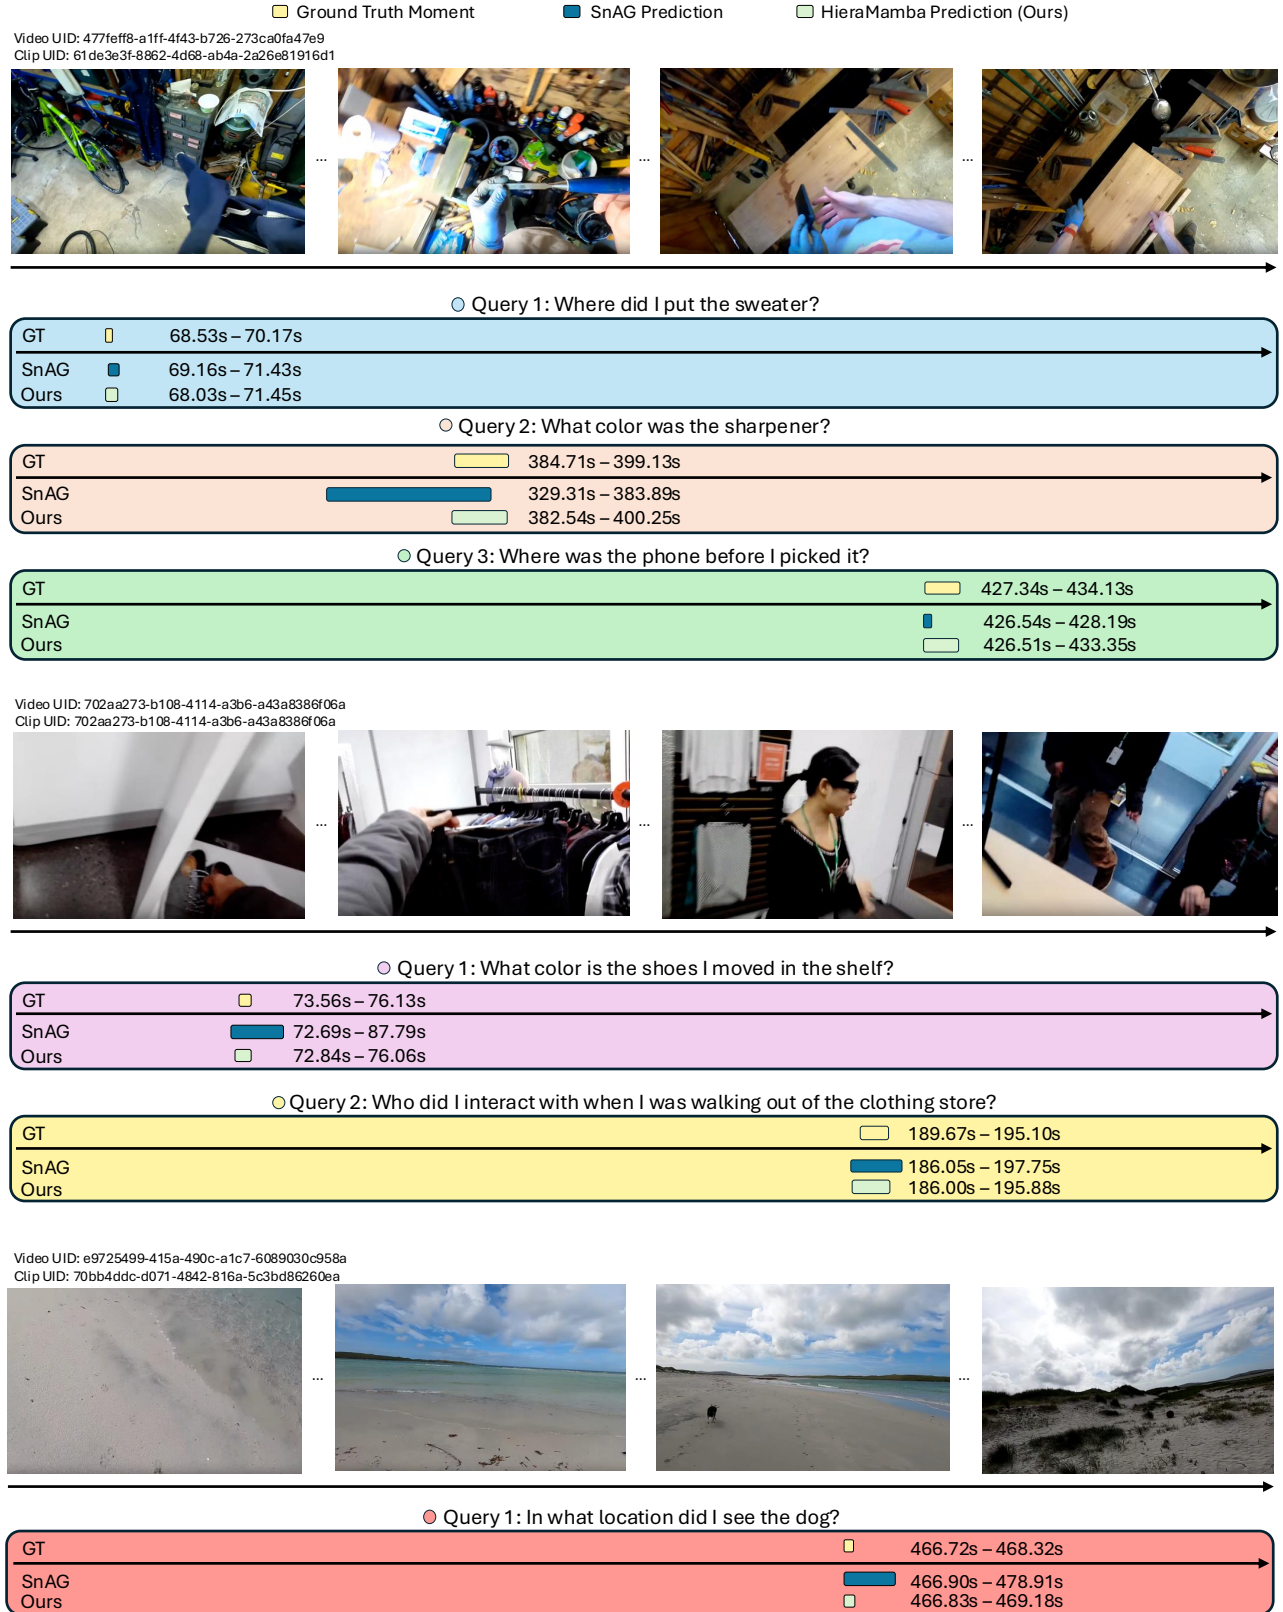 Ground Truth Moment
SnAG Prediction
HieraMamba Prediction (Ours)
Video UID: 477feff8-a1ff-4f43-b726-273ca0fa47e9
Clip UID: 61de3e3f-8862-4d68-ab4a-2a26e81916d1
...
...
...
Query 1: Where did I put the sweater?
GT 68.53s – 70.17s
SnAG 69.16s – 71.43s
Ours 68.03s – 71.45s
Query 2: What color was the sharpener?
GT 384.71s – 399.13s
SnAG 329.31s – 383.89s
Ours 382.54s – 400.25s
Query 3: Where was the phone before I picked it?
GT 427.34s – 434.13s
SnAG 426.54s – 428.19s
Ours 426.51s – 433.35s
Video UID: 702aa273-b108-4114-a3b6-a43a8386f06a
Clip UID: 702aa273-b108-4114-a3b6-a43a8386f06a
...
...
...
Query 1: What color is the shoes I moved in the shelf?
GT 73.56s – 76.13s
SnAG 72.69s – 87.79s
Ours 72.84s – 76.06s
Query 2: Who did I interact with when I was walking out of the clothing store?
GT 189.67s – 195.10s
SnAG 186.05s – 197.75s
Ours 186.00s – 195.88s
Video UID: e9725499-415a-490c-a1c7-6089030c958a
Clip UID: 70bb4ddc-d071-4842-816a-5c3bd86260ea
...
...
...
Query 1: In what location did I see the dog?
GT 466.72s – 468.32s
SnAG 466.90s – 478.91s
Ours 466.83s – 469.18s